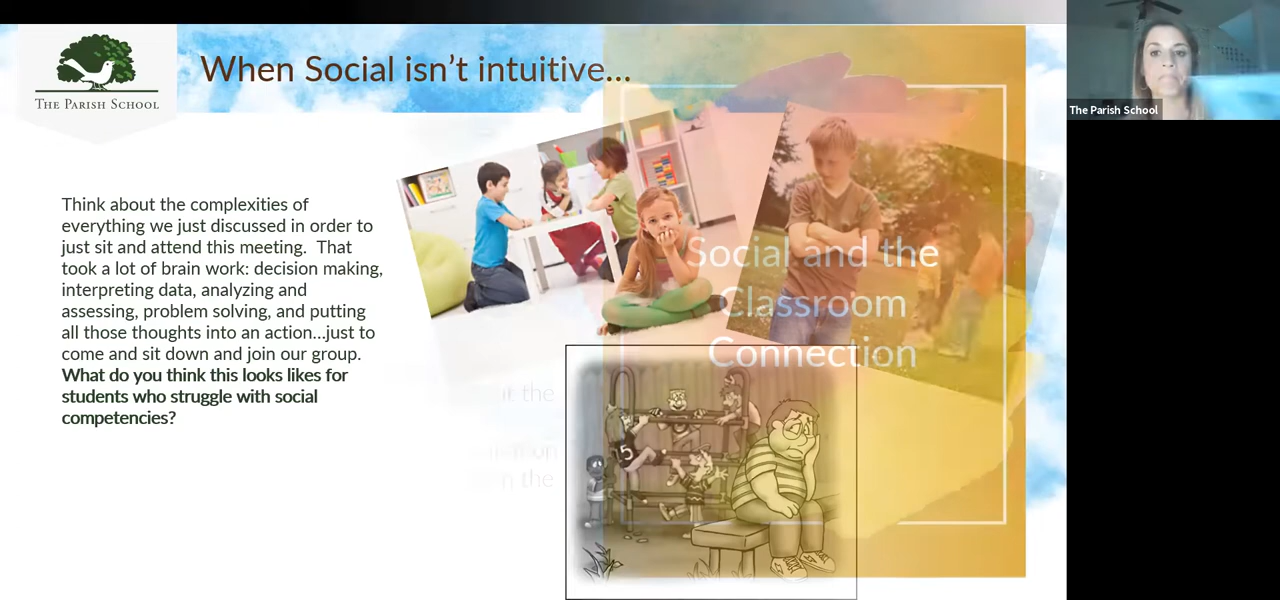 THE PARISH SCHOOL
When Social isn't intuitive...
The Parish School
Think about the complexities of
everything we just discussed in order to
just sit and attend this meeting.  That
took a lot of brain work: decision making,
interpreting data, analyzing and
assessing, problem solving, and putting
all those thoughts into an action...just to
come and sit down and join our group.
What do you think this looks likes for
students who struggle with social
competencies?
Social and the
Classroom
Connection
it the
the
5